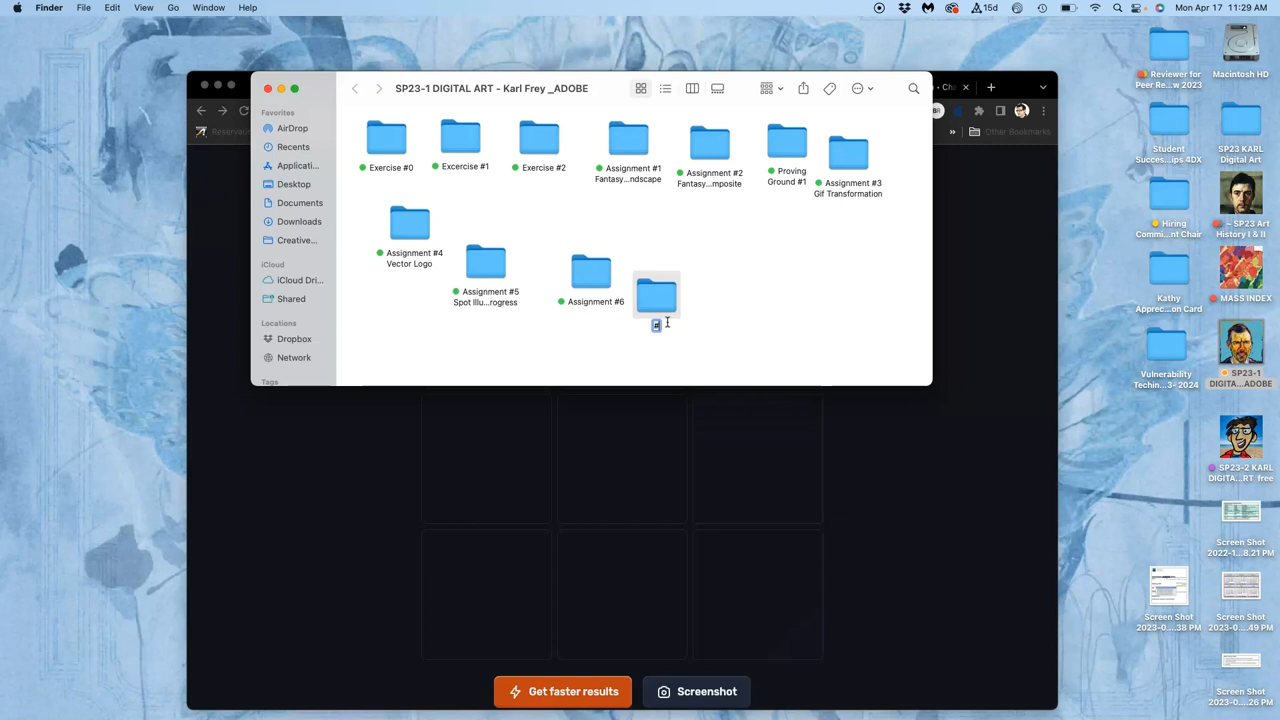 Finder File Edit View Go Window Help
15d Mon Apr 17 11:29 AM
SP23-1 DIGITAL ART - Karl Frey _ADOBE
Favorites
AirDrop
Recents
Applicati...
Desktop
Documents
Downloads
Creative...
iCloud
iCloud Dri...
Shared
Locations
Dropbox
Network
Tags
Exercise #0
Excercise #1
Exercise #2
Assignment #1
Fantasy...ndscape
Assignment #2
Fantasy...mposite
Proving
Ground #1
Assignment #3
Gif Transformation
Assignment #4
Vector Logo
Assignment #5
Spot Illu...rogress
Assignment #6
#
Cha
BR
» Other Bookmarks
Get faster results
Screenshot
Reviewer for
Peer Re...w 2023
Macintosh HD
Student
Succes...ips 4DX
SP23 KARL
Digital Art
Hiring
Commi...nt Chair
~ SP23 Art
History I & II
Kathy
Apprec...on Card
MASS INDEX
Vulnerability
Techin...3- 2024
SP23-1
DIGITA...ADOBE
SP23-2 KARL
DIGITA...RT free
Screen Shot
2022-1...8.21 PM
Screen Shot
2023-0....38 PM
Screen Shot
2023-0....49 PM
Screen Shot
2023-0....26 PM